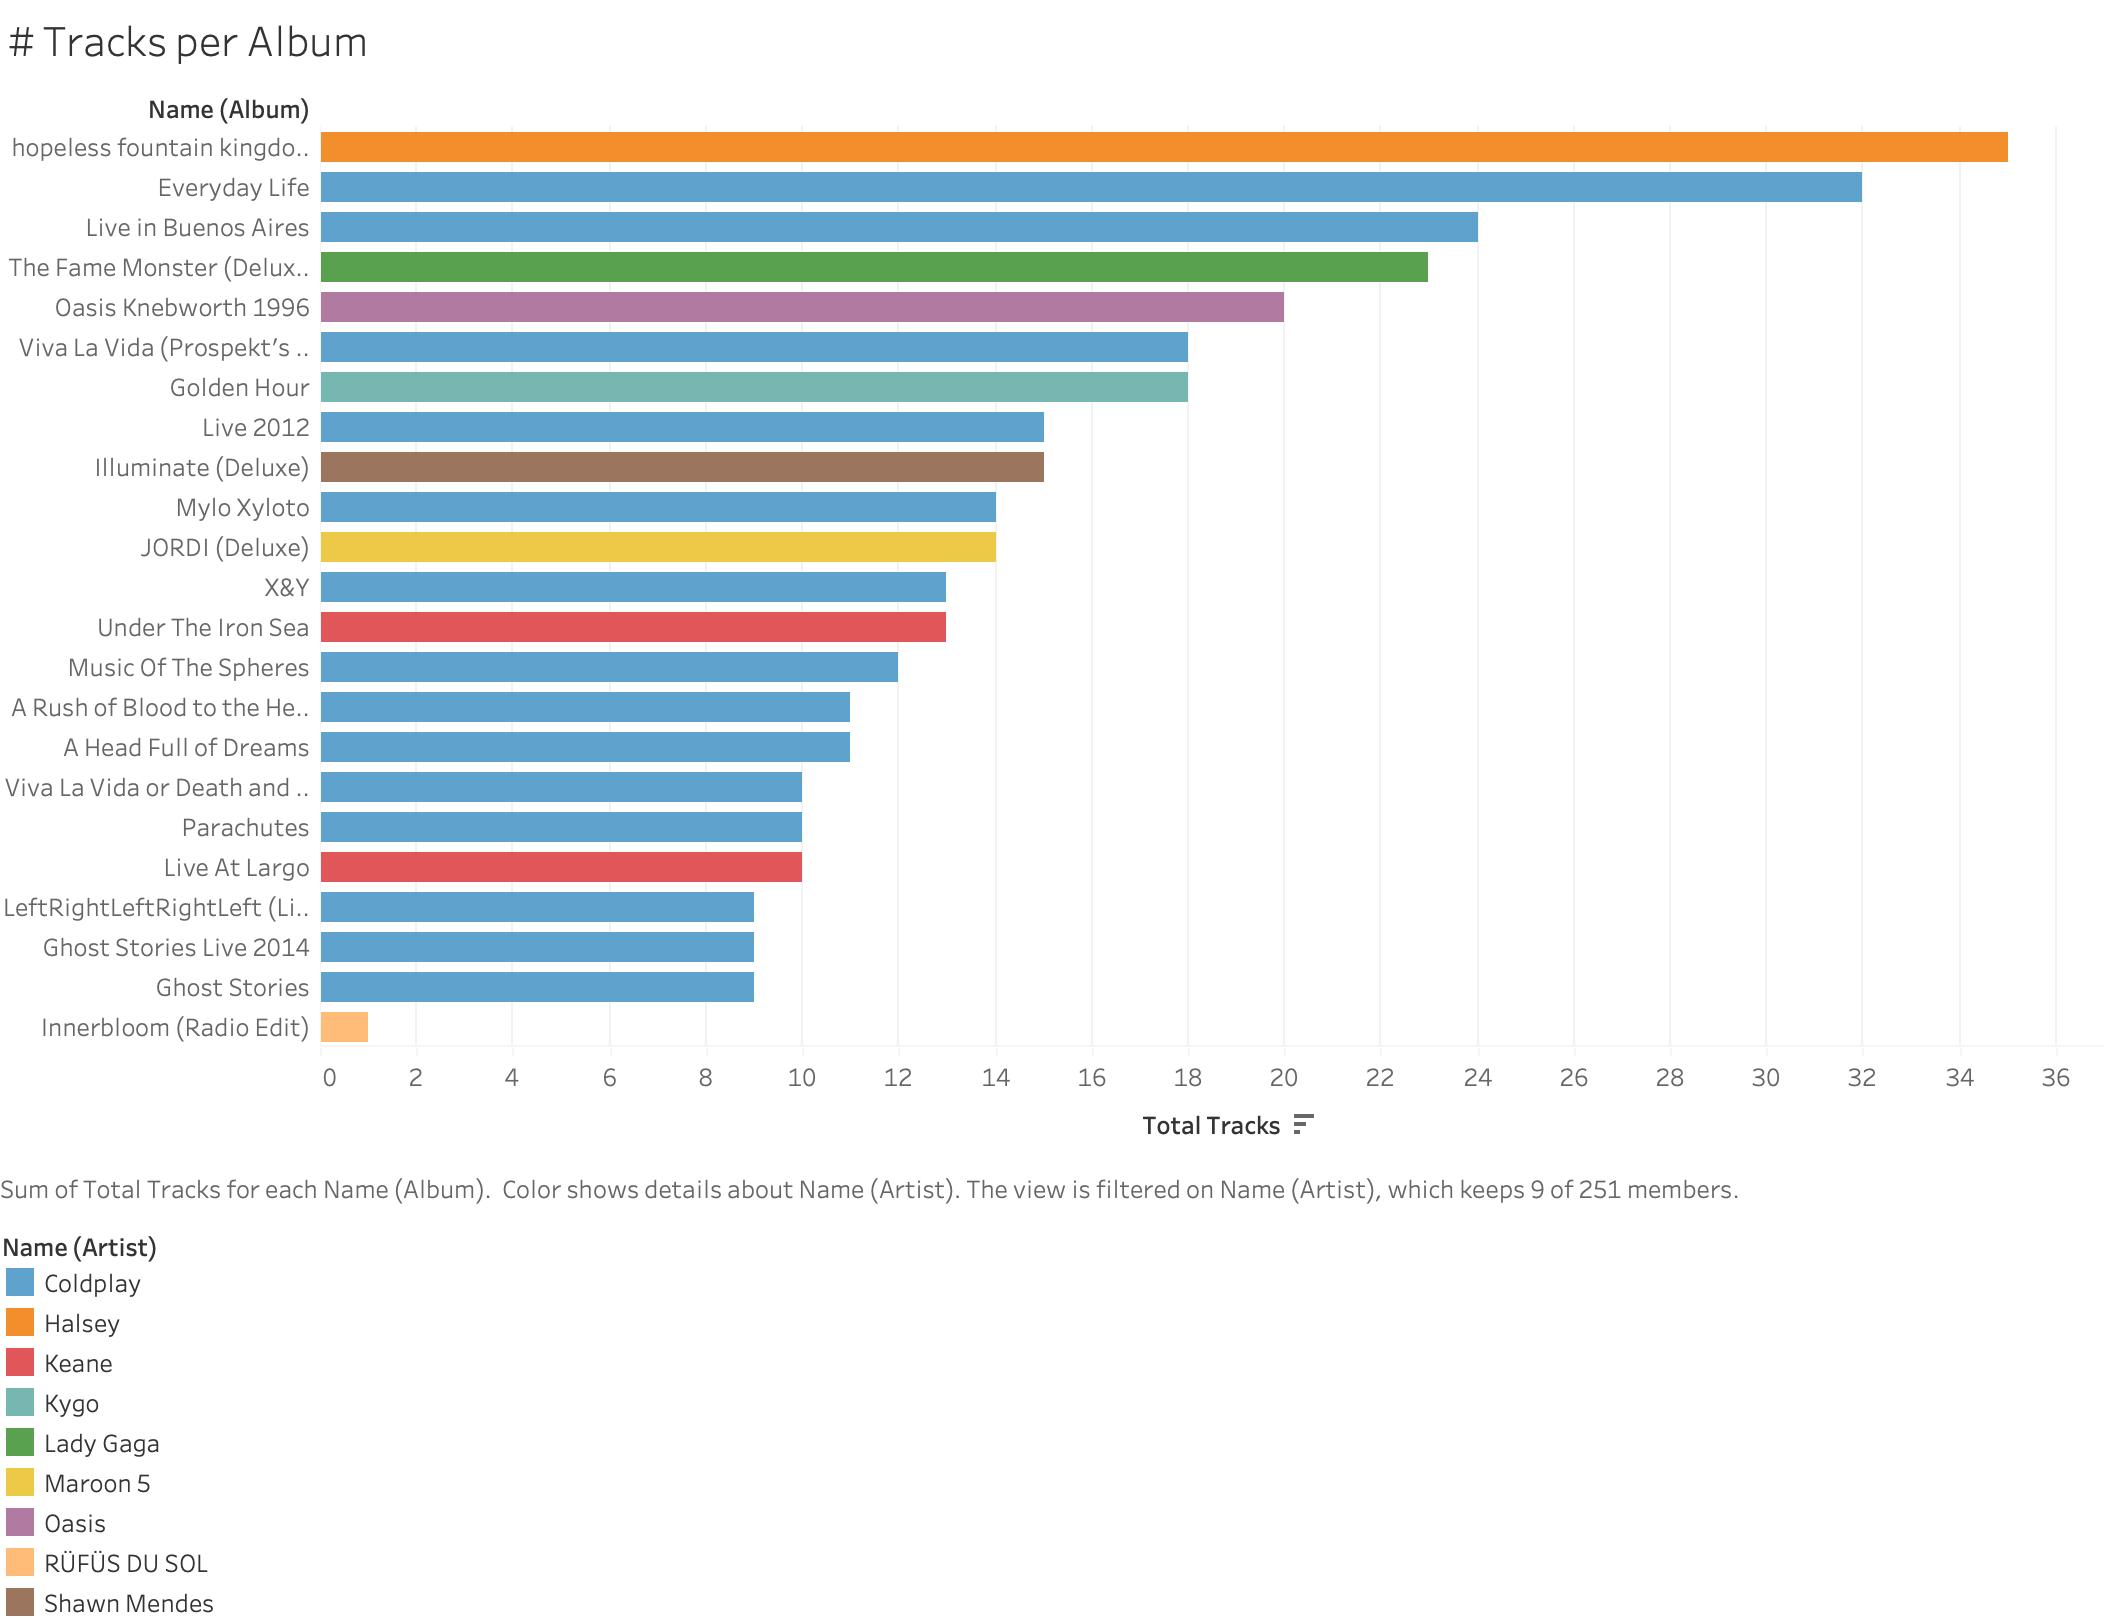 # Tracks per Album
Name (Album)
hopeless fountain kingdo..
Everyday Life
Live in Buenos Aires
The Fame Monster (Delux..
Oasis Knebworth 1996
Viva La Vida (Prospekt’s ..
Golden Hour
Live 2012
Illuminate (Deluxe)
Mylo Xyloto
JORDI (Deluxe)
X&Y
Under The Iron Sea
Music Of The Spheres
A Rush of Blood to the He..
A Head Full of Dreams
Viva La Vida or Death and ..
Parachutes
Live At Largo
LeftRightLeftRightLeft (Li..
Ghost Stories Live 2014
Ghost Stories
Innerbloom (Radio Edit)
0 2 4 6 8 10 12 14 16 18 20 22 24 26 28 30 32 34 36
Total Tracks
Sum of Total Tracks for each Name (Album). Color shows details about Name (Artist). The view is filtered on Name (Artist), which keeps 9 of 251 members.
Name (Artist)
Coldplay
Halsey
Keane
Kygo
Lady Gaga
Maroon 5
Oasis
RÜFÜS DU SOL
Shawn Mendes